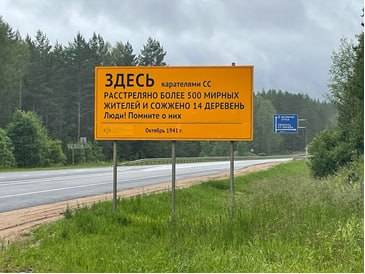 ЗДЕСЬ карателями СС
РАССТРЕЛЯНО БОЛЕЕ 500 МИРНЫХ
ЖИТЕЛЕЙ И СОЖЖЕНО 14 ДЕРЕВЕНЬ
Люди! Помните о них
Октябрь 1941 г.